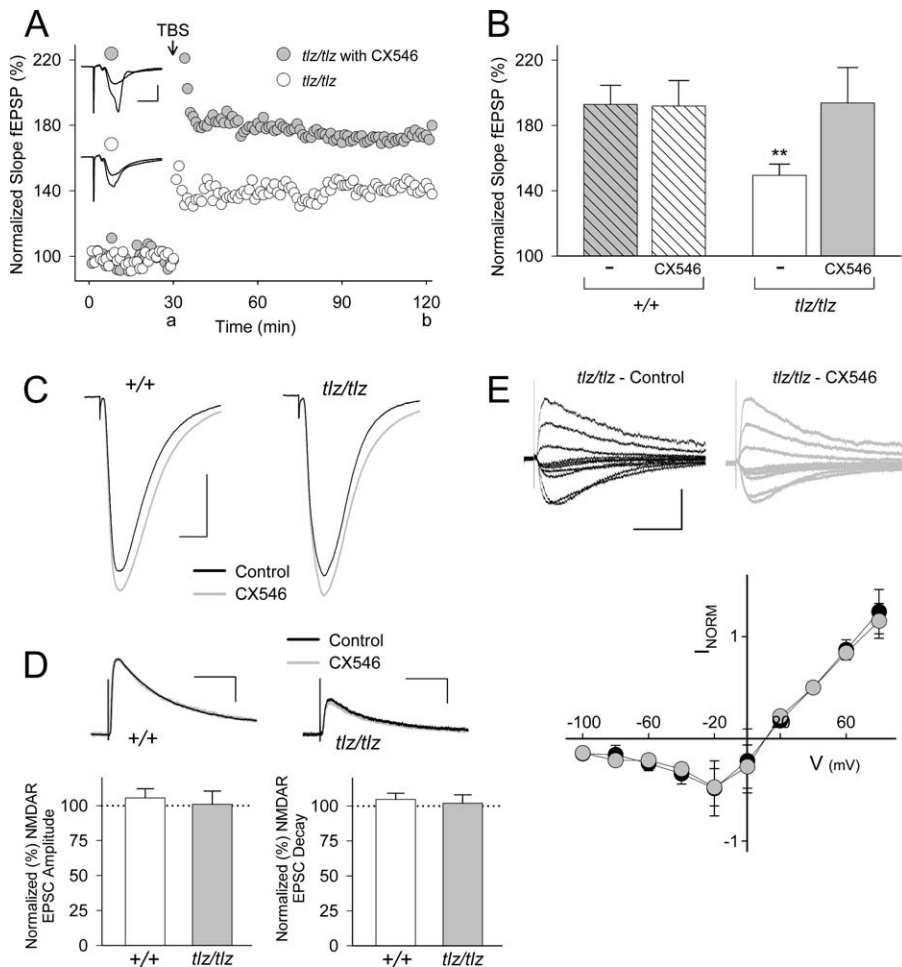 A
TBS
tlz/tlz with CX546
tlz/tlz
Normalized Slope fEPSP (%)
220
180
140
100
0
30
60
90
120
a
b
Time (min)
B
Normalized Slope fEPSP (%)
220
180
140
100
**
-
CX546
-
CX546
+/+
tlz/tlz
C
+/+
tlz/tlz
Control
CX546
D
Control
CX546
+/+
tlz/tlz
Normalized (%) NMDAR
EPSC Amplitude
100
75
50
25
0
+/+
tlz/tlz
Normalized (%) NMDAR
EPSC Decay
100
75
50
25
0
+/+
tlz/tlz
E
tlz/tlz - Control
tlz/tlz - CX546
INORM
1
-100
-60
-20
20
60
V (mV)
-1